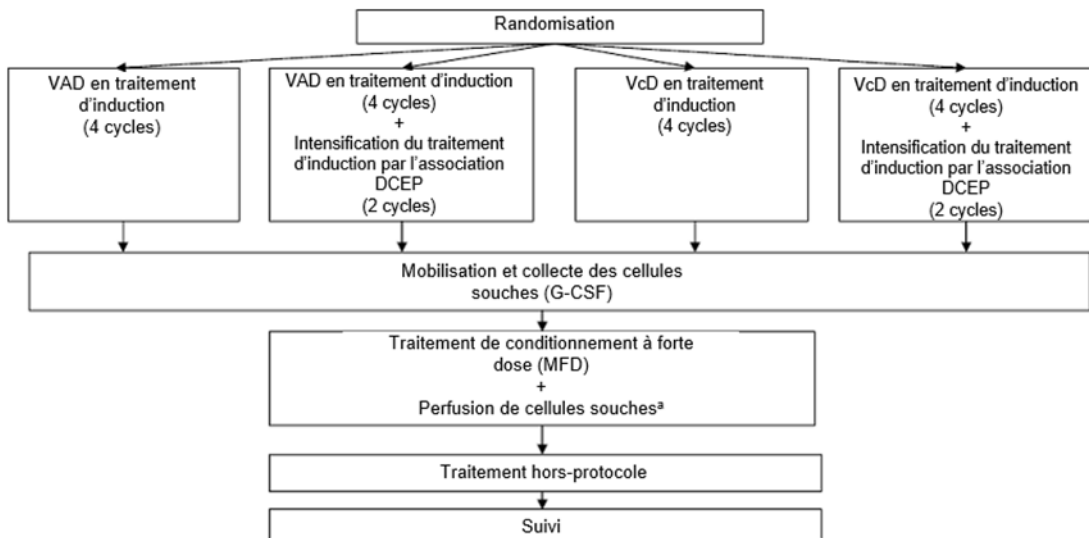 Randomisation
VAD en traitement
d'induction
(4 cycles)
VAD en traitement d'induction
(4 cycles)
+
Intensification du traitement
d'induction par l'association
DCEP
(2 cycles)
VcD en traitement
d'induction
(4 cycles)
VcD en traitement d'induction
(4 cycles)
+
Intensification du traitement
d'induction par l'association
DCEP
(2 cycles)
Mobilisation et collecte des cellules
souches (G-CSF)
Traitement de conditionnement à forte
dose (MFD)
+
Perfusion de cellules souchesª
Traitement hors-protocole
Suivi